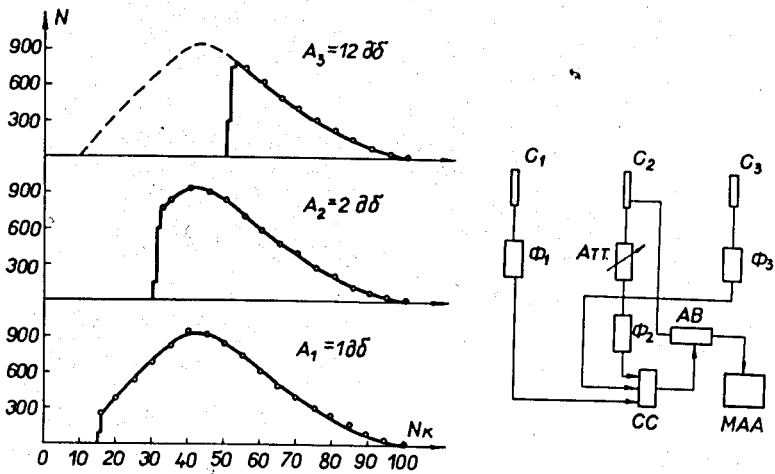 N
900
600
300
A₃=12 дб
900
600
300
A₂=2 дб
900
600
300
A₁=1дб
Nк
0 10 20 30 40 50 60 70 80 90 100
C₁ C₂ C₃
Ф₁ Атт. Ф₃
Ф₂ АВ
СС МАА